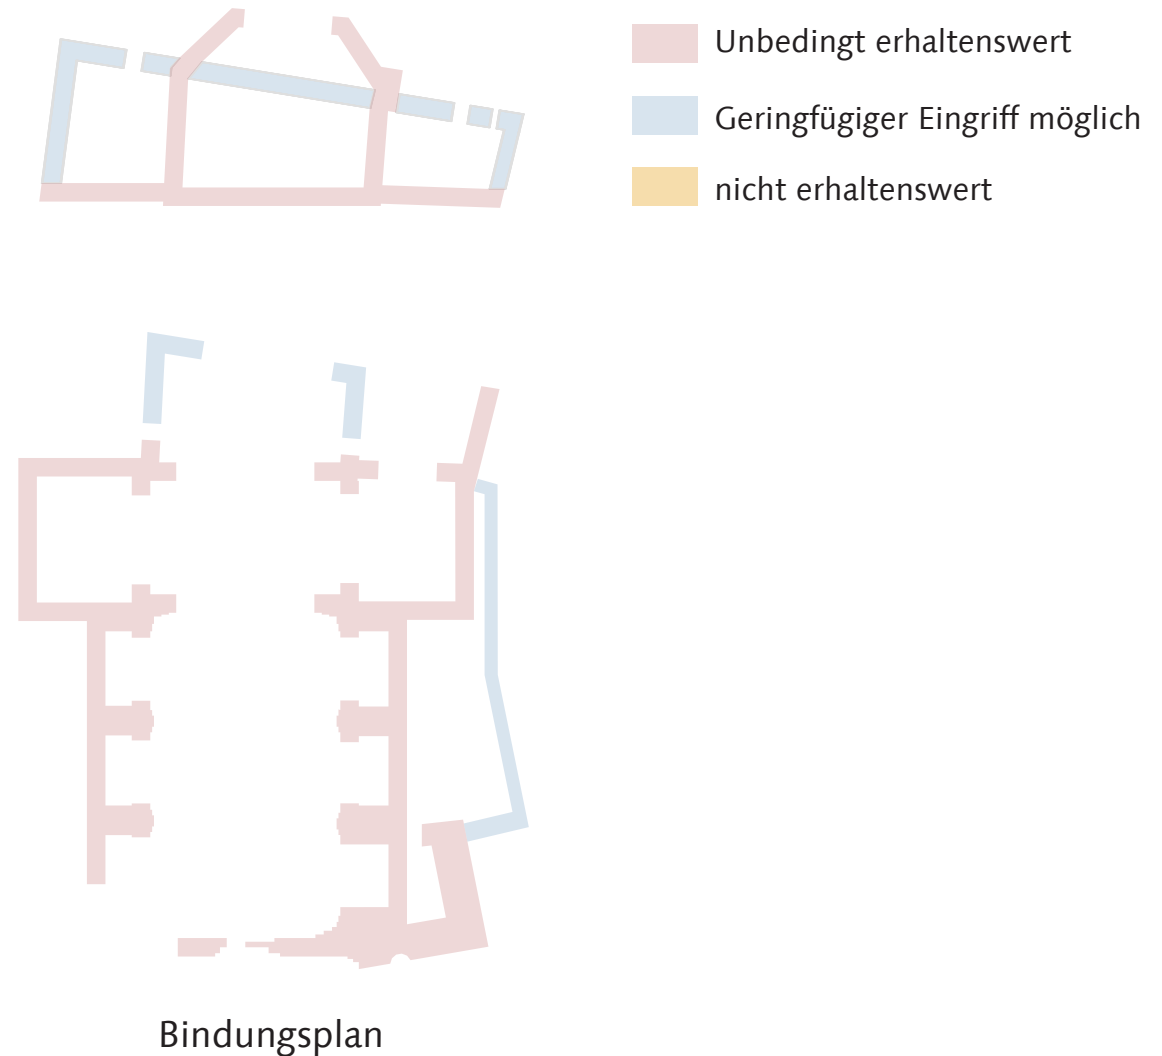 Unbedingt erhaltenswert
Geringfügiger Eingriff möglich
nicht erhaltenswert
Bindungsplan